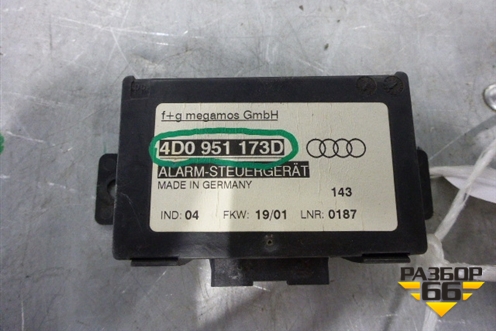 f+g megamos GmbH
4D0 951 173D
ALARM-STEUERGERÄT
MADE IN GERMANY
143
IND: 04 FKW: 19/01 LNR: 0187
РАЗБОР
66